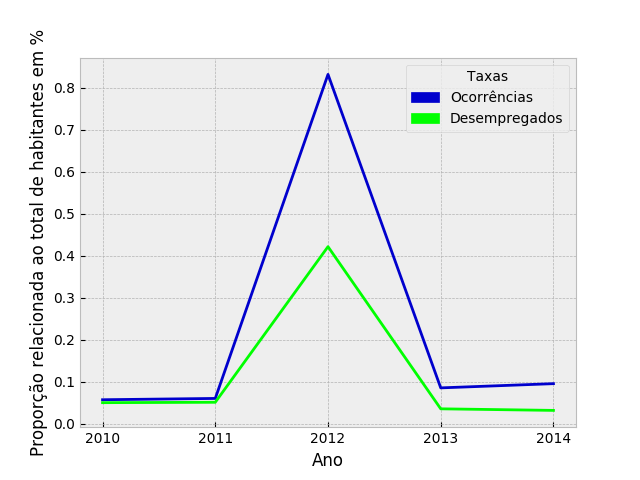 Proporção relacionada ao total de habitantes em %
0.8
0.7
0.6
0.5
0.4
0.3
0.2
0.1
0.0
Taxas
Ocorrências
Desempregados
2010 2011 2012 2013 2014
Ano